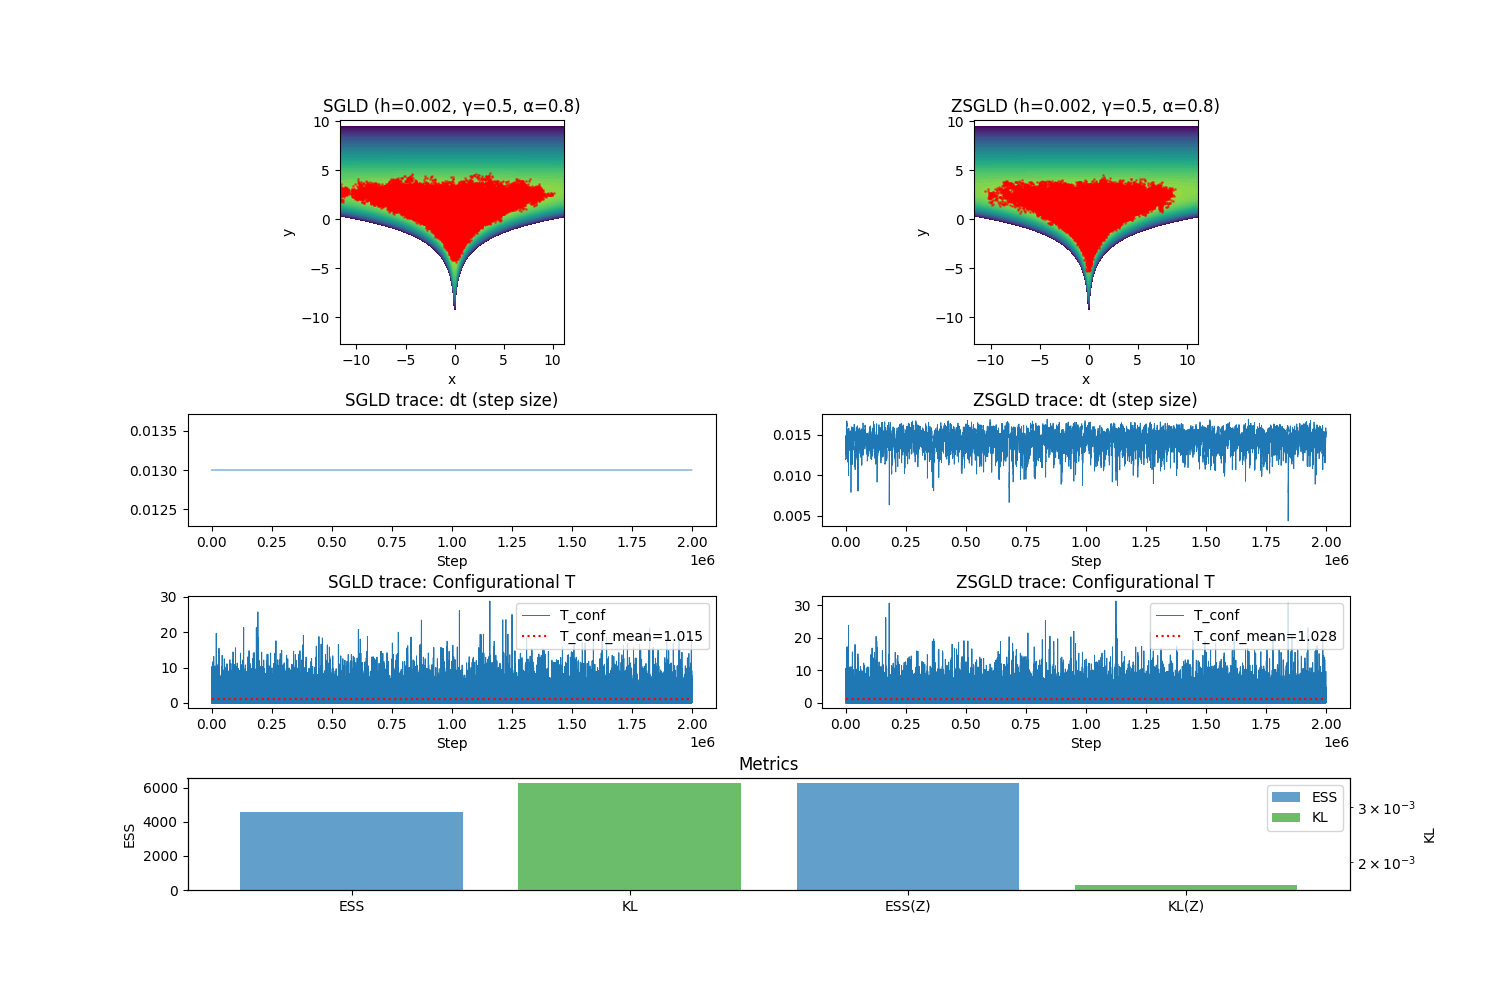 SGLD (h=0.002, γ=0.5, α=0.8)
10
5
0
−5
−10
y
−10 −5 0 5 10
x
ZSGLD (h=0.002, γ=0.5, α=0.8)
10
5
0
−5
−10
y
−10 −5 0 5 10
x
SGLD trace: dt (step size)
0.0135
0.0130
0.0125
0.00 0.25 0.50 0.75 1.00 1.25 1.50 1.75 2.00
Step
1e6
ZSGLD trace: dt (step size)
0.015
0.010
0.005
0.00 0.25 0.50 0.75 1.00 1.25 1.50 1.75 2.00
Step
1e6
SGLD trace: Configurational T
30
20
10
0
T_conf
T_conf_mean=1.015
0.00 0.25 0.50 0.75 1.00 1.25 1.50 1.75 2.00
Step
1e6
ZSGLD trace: Configurational T
30
20
10
0
T_conf
T_conf_mean=1.028
0.00 0.25 0.50 0.75 1.00 1.25 1.50 1.75 2.00
Step
1e6
Metrics
6000
4000
2000
0
ESS
ESS
KL
3 × 10⁻³
2 × 10⁻³
KL
ESS KL ESS(Z) KL(Z)